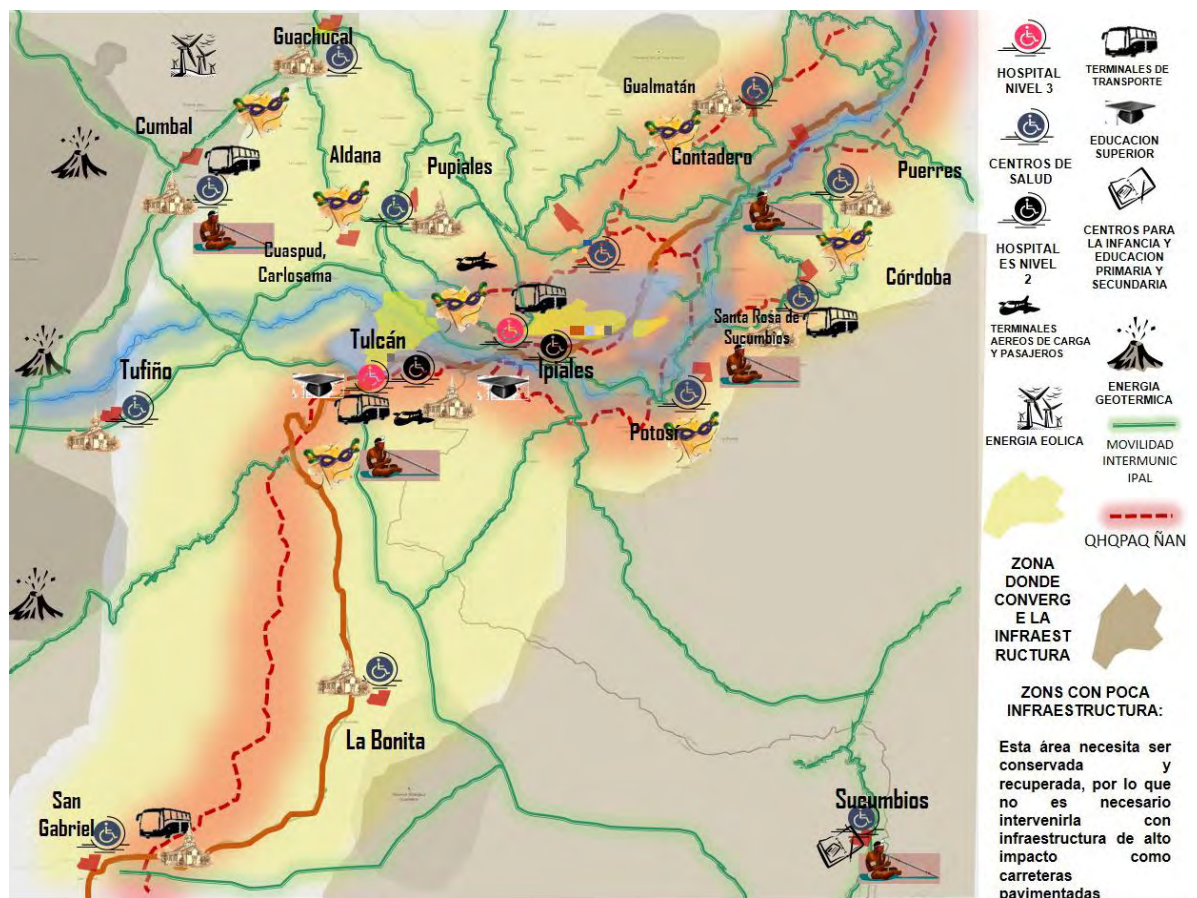 Guachucal
Gualmatán
Cumbal
Aldana
Pupiales
Contadero
Puerres
Cuaspud,
Carlosama
Córdoba
Santa Rosa de
Sucumbios
Tulcán
Ipiales
Tufiño
Potosí
La Bonita
San
Gabriel
Sucumbios
HOSPITAL
NIVEL 3
CENTROS DE
SALUD
HOSPITAL
ES NIVEL
2
TERMINALES
AEREOS DE CARGA
Y PASAJEROS
ENERGIA EOLICA
ZONA
DONDE
CONVERG
E LA
INFRAEST
RUCTURA
TERMINALES DE
TRANSPORTE
EDUCACION
SUPERIOR
CENTROS PARA
LA INFANCIA Y
EDUCACION
PRIMARIA Y
SECUNDARIA
ENERGIA
GEOTERMICA
MOVILIDAD
INTERMUNIC
IPAL
QHQPAQ ÑAN
ZONS CON POCA
INFRAESTRUCTURA:
Esta área necesita ser
conservada y
recuperada, por lo que
no es necesario
intervenirla con
infraestructura de alto
impacto como
carreteras
pavimentadas